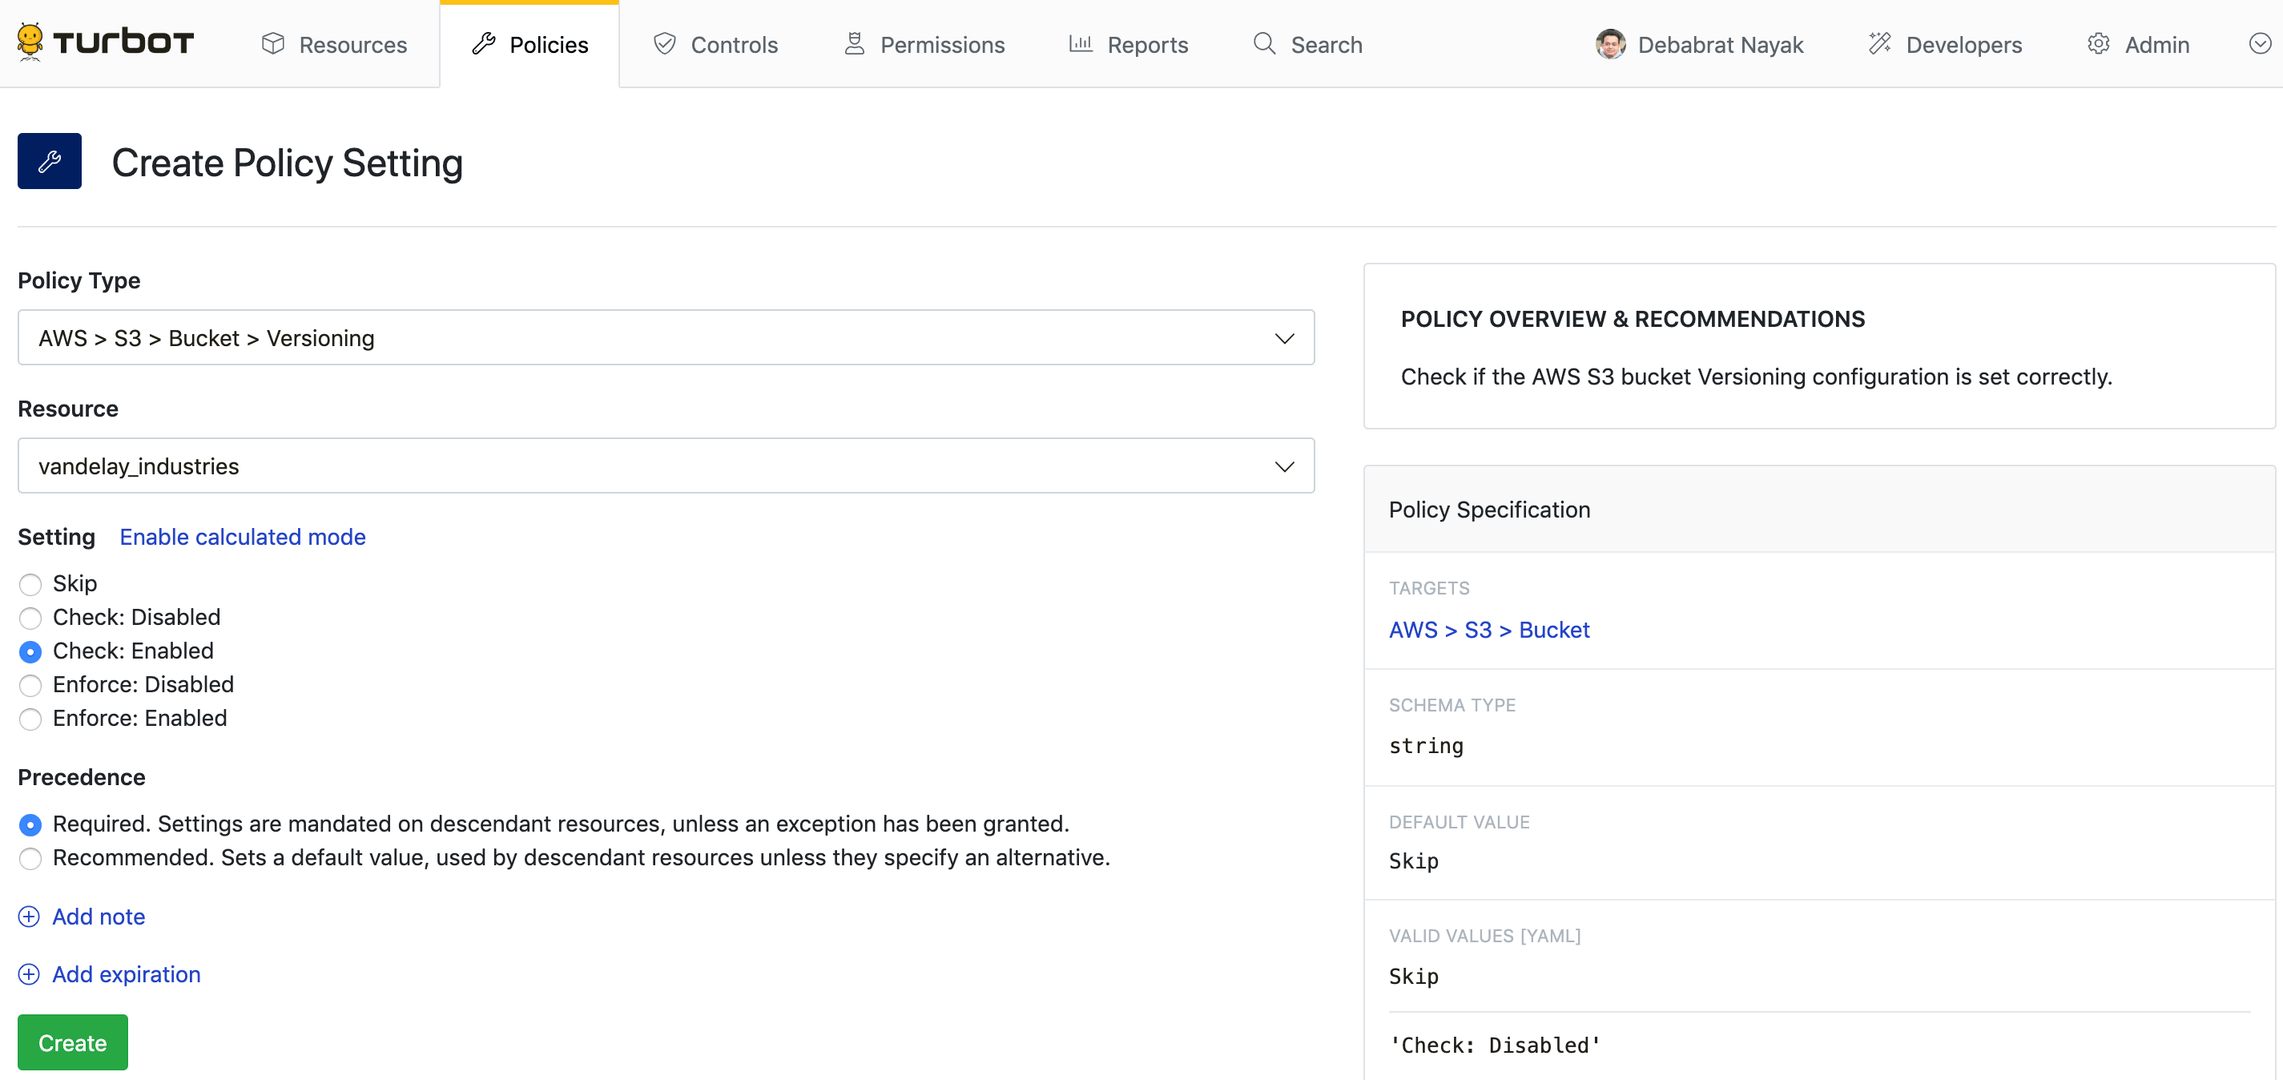 TURBOT
Resources
Policies
Controls
Permissions
Reports
Search
Debabrat Nayak
Developers
Admin
Create Policy Setting
Policy Type
AWS > S3 > Bucket > Versioning
Resource
vandelay_industries
Setting Enable calculated mode
Skip
Check: Disabled
Check: Enabled
Enforce: Disabled
Enforce: Enabled
Precedence
Required. Settings are mandated on descendant resources, unless an exception has been granted.
Recommended. Sets a default value, used by descendant resources unless they specify an alternative.
Add note
Add expiration
Create
POLICY OVERVIEW & RECOMMENDATIONS
Check if the AWS S3 bucket Versioning configuration is set correctly.
Policy Specification
TARGETS
AWS > S3 > Bucket
SCHEMA TYPE
string
DEFAULT VALUE
Skip
VALID VALUES [YAML]
Skip
'Check: Disabled'